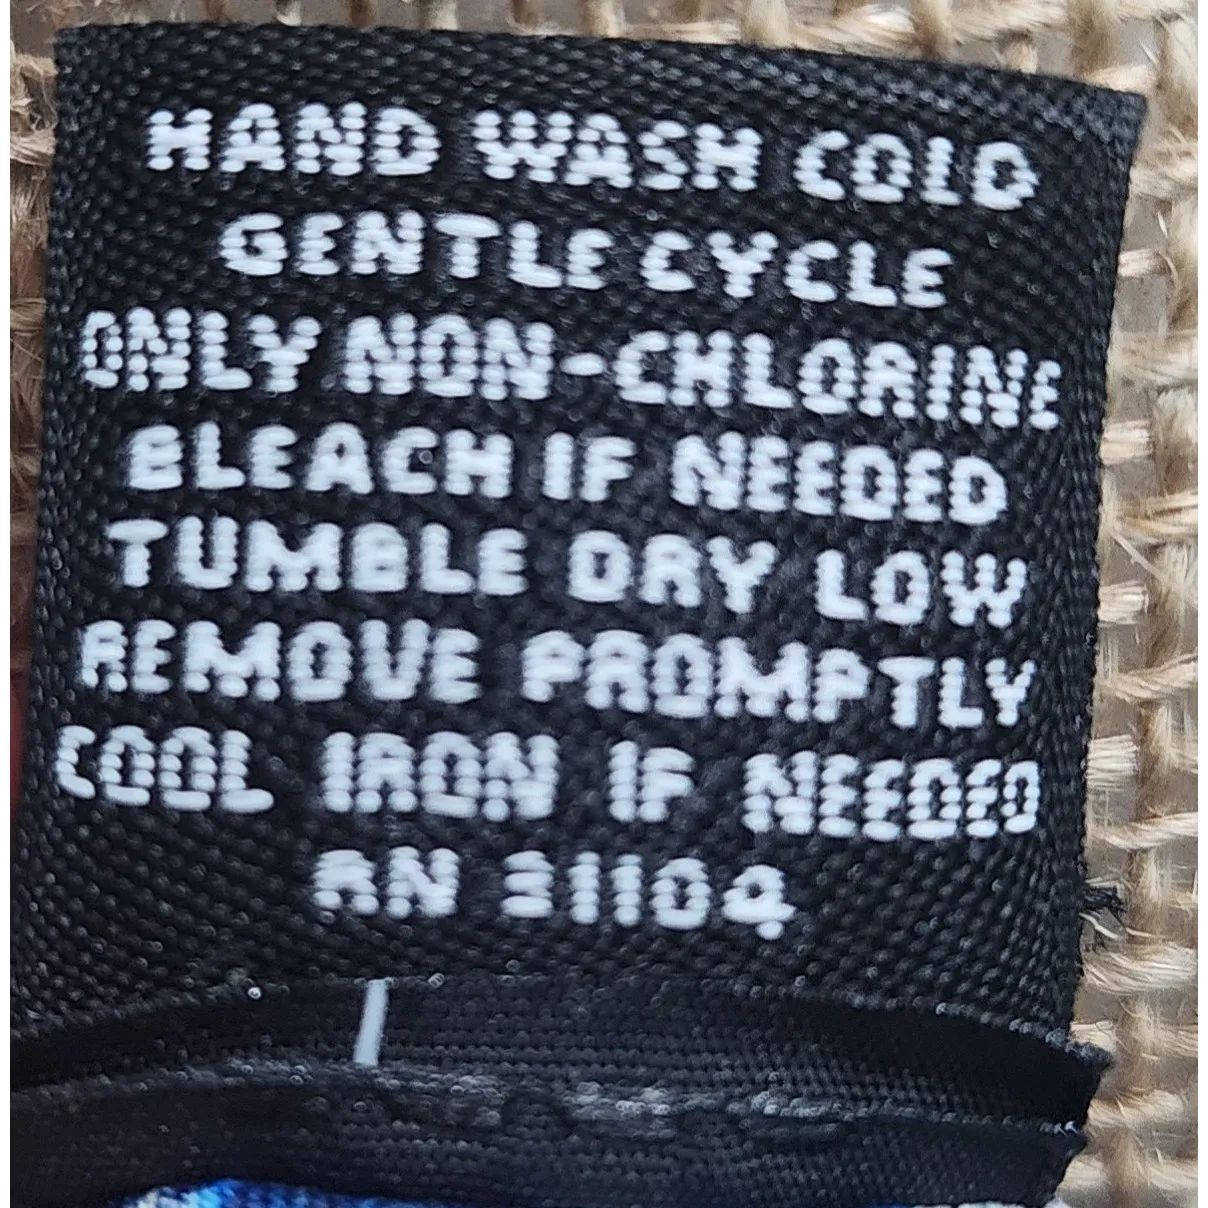 HAND WASH COLD
GENTLE CYCLE
ONLY NON-CHLORINE
BLEACH IF NEEDED
TUMBLE DRY LOW
REMOVE PROMPTLY
COOL IRON IF NEEDED
RN 31104